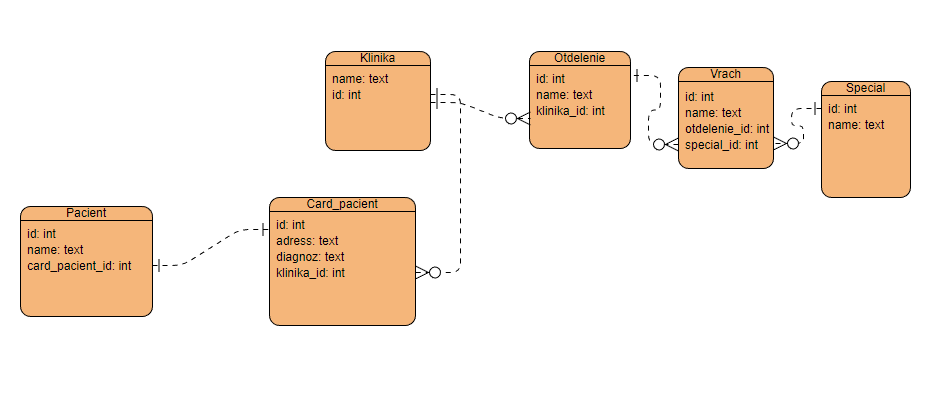 Klinika
name: text
id: int
Otdelenie
id: int
name: text
klinika_id: int
Vrach
id: int
name: text
otdelenie_id: int
special_id: int
Special
id: int
name: text
Pacient
id: int
name: text
card_pacient_id: int
Card_pacient
id: int
adress: text
diagnoz: text
klinika_id: int